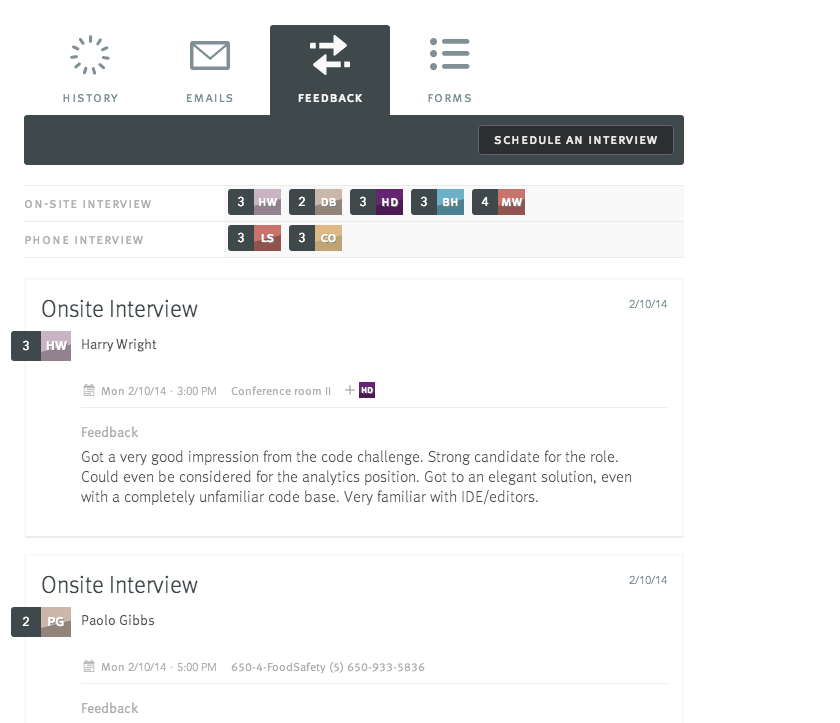 HISTORY EMAILS FEEDBACK FORMS
SCHEDULE AN INTERVIEW
ON-SITE INTERVIEW 3 HW 2 DB 3 HD 3 BH 4 MW
PHONE INTERVIEW 3 LS 3 CO
Onsite Interview 2/10/14
3 HW Harry Wright
Mon 2/10/14 · 3:00 PM Conference room II + HD
Feedback
Got a very good impression from the code challenge. Strong candidate for the role.
Could even be considered for the analytics position. Got to an elegant solution, even
with a completely unfamiliar code base. Very familiar with IDE/editors.
Onsite Interview 2/10/14
2 PG Paolo Gibbs
Mon 2/10/14 · 5:00 PM 650-4-FoodSafety (5) 650-933-5836
Feedback